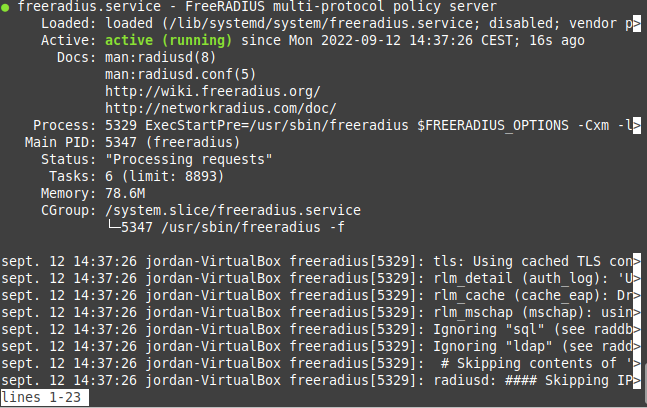 ● freeradius.service - FreeRADIUS multi-protocol policy server
Loaded: loaded (/lib/systemd/system/freeradius.service; disabled; vendor p>
Active: active (running) since Mon 2022-09-12 14:37:26 CEST; 16s ago
Docs: man:radiusd(8)
man:radiusd.conf(5)
http://wiki.freeradius.org/
http://networkradius.com/doc/
Process: 5329 ExecStartPre=/usr/sbin/freeradius $FREERADIUS_OPTIONS -Cxm -l>
Main PID: 5347 (freeradius)
Status: "Processing requests"
Tasks: 6 (limit: 8893)
Memory: 78.6M
CGroup: /system.slice/freeradius.service
└─5347 /usr/sbin/freeradius -f
sept. 12 14:37:26 jordan-VirtualBox freeradius[5329]: tls: Using cached TLS con>
sept. 12 14:37:26 jordan-VirtualBox freeradius[5329]: rlm_detail (auth_log): 'U>
sept. 12 14:37:26 jordan-VirtualBox freeradius[5329]: rlm_cache (cache_eap): Dr>
sept. 12 14:37:26 jordan-VirtualBox freeradius[5329]: rlm_mschap (mschap): usin>
sept. 12 14:37:26 jordan-VirtualBox freeradius[5329]: Ignoring "sql" (see raddb>
sept. 12 14:37:26 jordan-VirtualBox freeradius[5329]: Ignoring "ldap" (see radd>
sept. 12 14:37:26 jordan-VirtualBox freeradius[5329]:  # Skipping contents of '>
sept. 12 14:37:26 jordan-VirtualBox freeradius[5329]: radiusd: #### Skipping IP>
lines 1-23